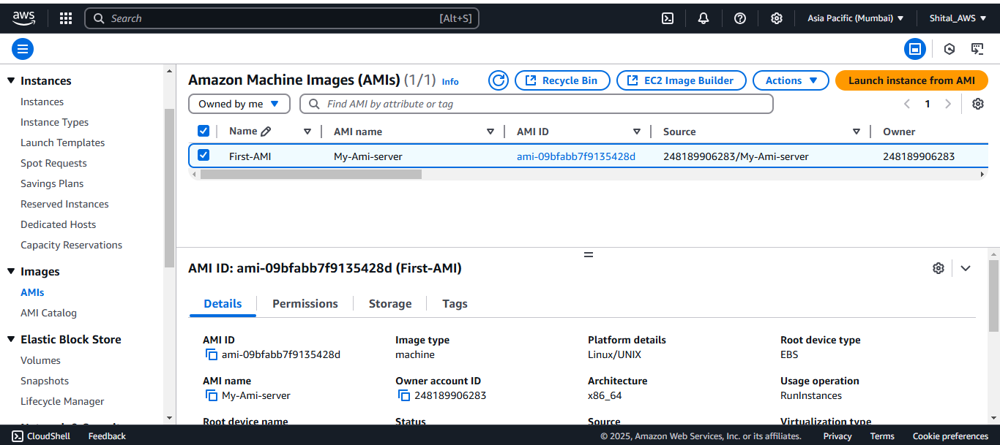 aws
Search [Alt+S]
Asia Pacific (Mumbai)
Shital_AWS
Instances
Instances
Instance Types
Launch Templates
Spot Requests
Savings Plans
Reserved Instances
Dedicated Hosts
Capacity Reservations
Images
AMIs
AMI Catalog
Elastic Block Store
Volumes
Snapshots
Lifecycle Manager
Amazon Machine Images (AMIs) (1/1) Info
Recycle Bin
EC2 Image Builder
Actions
Launch instance from AMI
Owned by me
Find AMI by attribute or tag
1
Name AMI name AMI ID Source Owner
First-AMI My-Ami-server ami-09bfabb7f9135428d 248189906283/My-Ami-server 248189906283
AMI ID: ami-09bfabb7f9135428d (First-AMI)
Details Permissions Storage Tags
AMI ID
ami-09bfabb7f9135428d
Image type
machine
Platform details
Linux/UNIX
Root device type
EBS
AMI name
My-Ami-server
Owner account ID
248189906283
Architecture
x86_64
Usage operation
RunInstances
Root device name
Status
Source
Virtualization type
CloudShell Feedback © 2025, Amazon Web Services, Inc. or its affiliates. Privacy Terms Cookie preferences